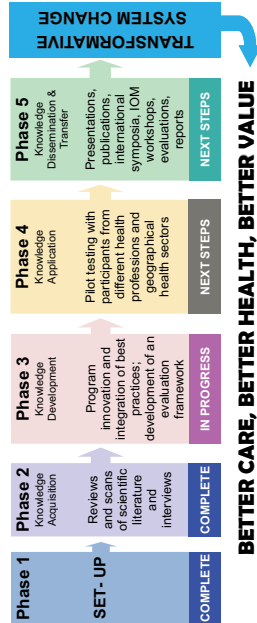 Phase 1
SET- UP
COMPLETE
Phase 2
Knowledge
Acquisition
Reviews
and scans
of scientific
literature
and
interviews
COMPLETE
Phase 3
Knowledge
Development
Program
innovation and
integration of best
practices;
development of an
evaluation
framework
IN PROGRESS
Phase 4
Knowledge
Application
Pilot testing with
participants from
different health
professions and
geographical
health sectors
NEXT STEPS
Phase 5
Knowledge
Dissemination &
Transfer
Presentations,
publications,
international
symposia, IOM
workshops,
evaluations,
reports
NEXT STEPS
TRANSFORMATIVE
SYSTEM CHANGE
BETTER CARE, BETTER HEALTH, BETTER VALUE